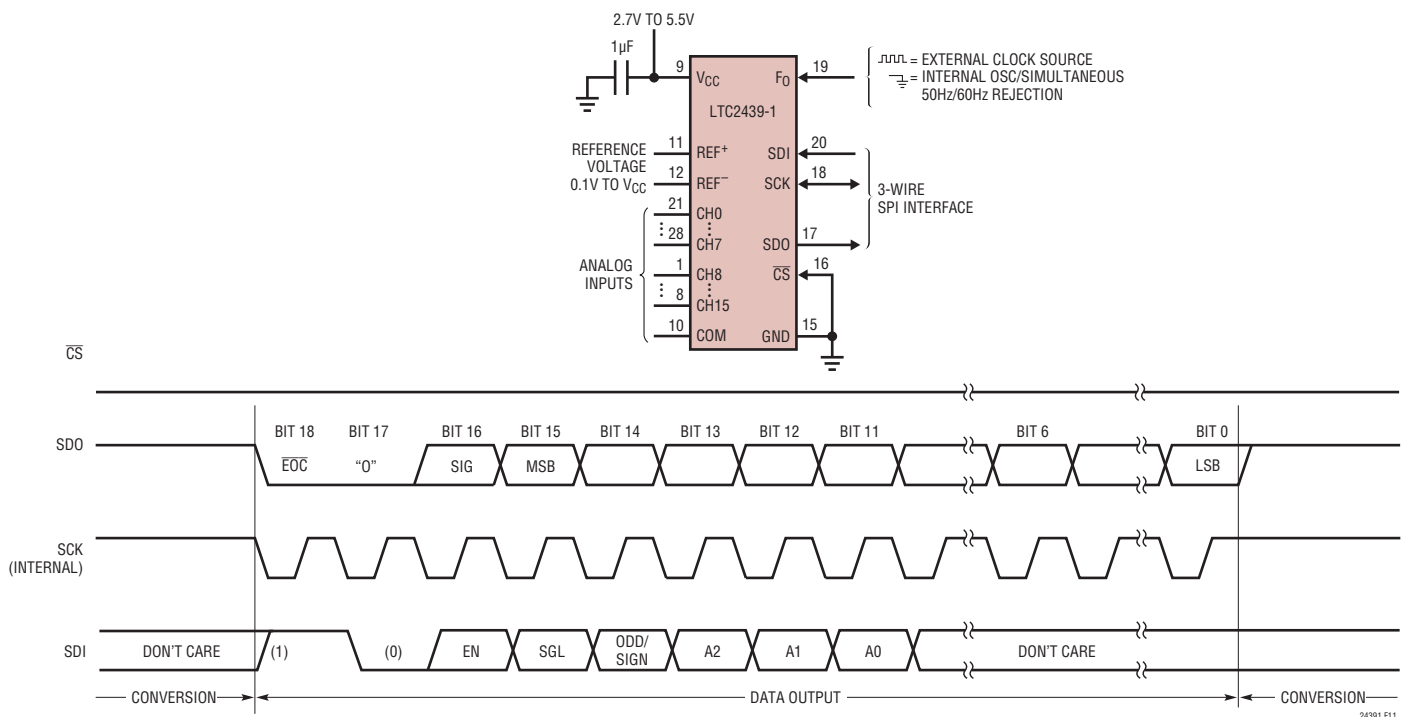 2.7V TO 5.5V
1µF
9
VCC
FO
19
= EXTERNAL CLOCK SOURCE
= INTERNAL OSC/SIMULTANEOUS
50Hz/60Hz REJECTION
LTC2439-1
REFERENCE
VOLTAGE
0.1V TO VCC
11
REF+
SDI
20
12
REF–
SCK
18
3-WIRE
SPI INTERFACE
21
CH0
28
CH7
SDO
17
ANALOG
INPUTS
1
CH8
CS
16
8
CH15
10
COM
GND
15
CS
SDO
BIT 18
BIT 17
BIT 16
BIT 15
BIT 14
BIT 13
BIT 12
BIT 11
BIT 6
BIT 0
EOC
“0”
SIG
MSB
LSB
SCK
(INTERNAL)
SDI
DON'T CARE
(1)
(0)
EN
SGL
ODD/
SIGN
A2
A1
A0
DON'T CARE
CONVERSION
DATA OUTPUT
CONVERSION
24391 F11